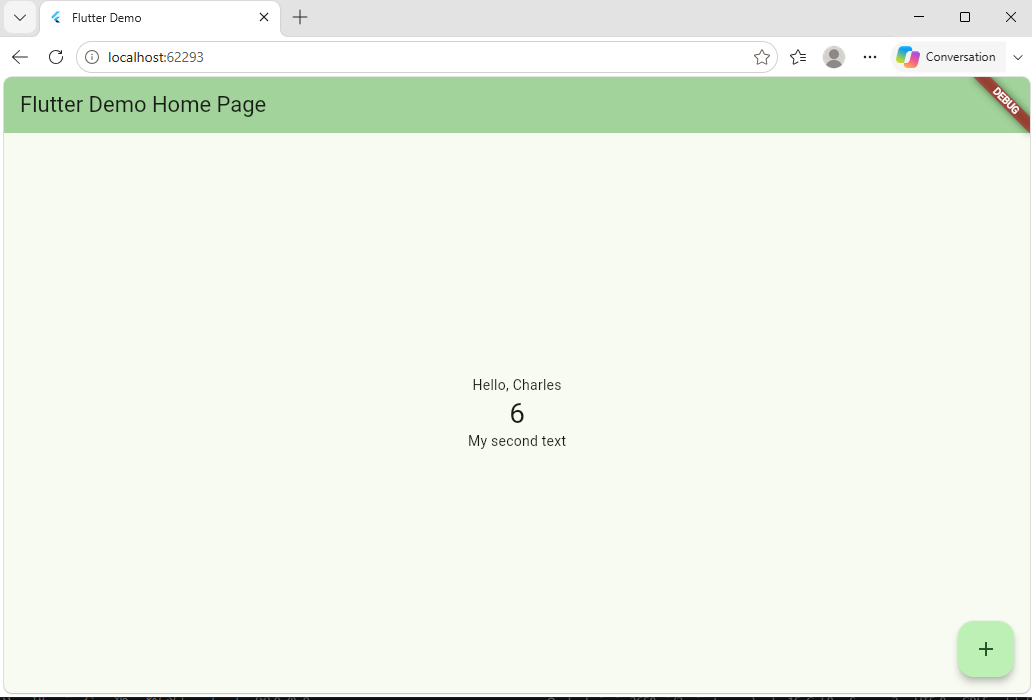 Flutter Demo
localhost:62293
Conversation
Flutter Demo Home Page
DEBUG
Hello, Charles
6
My second text